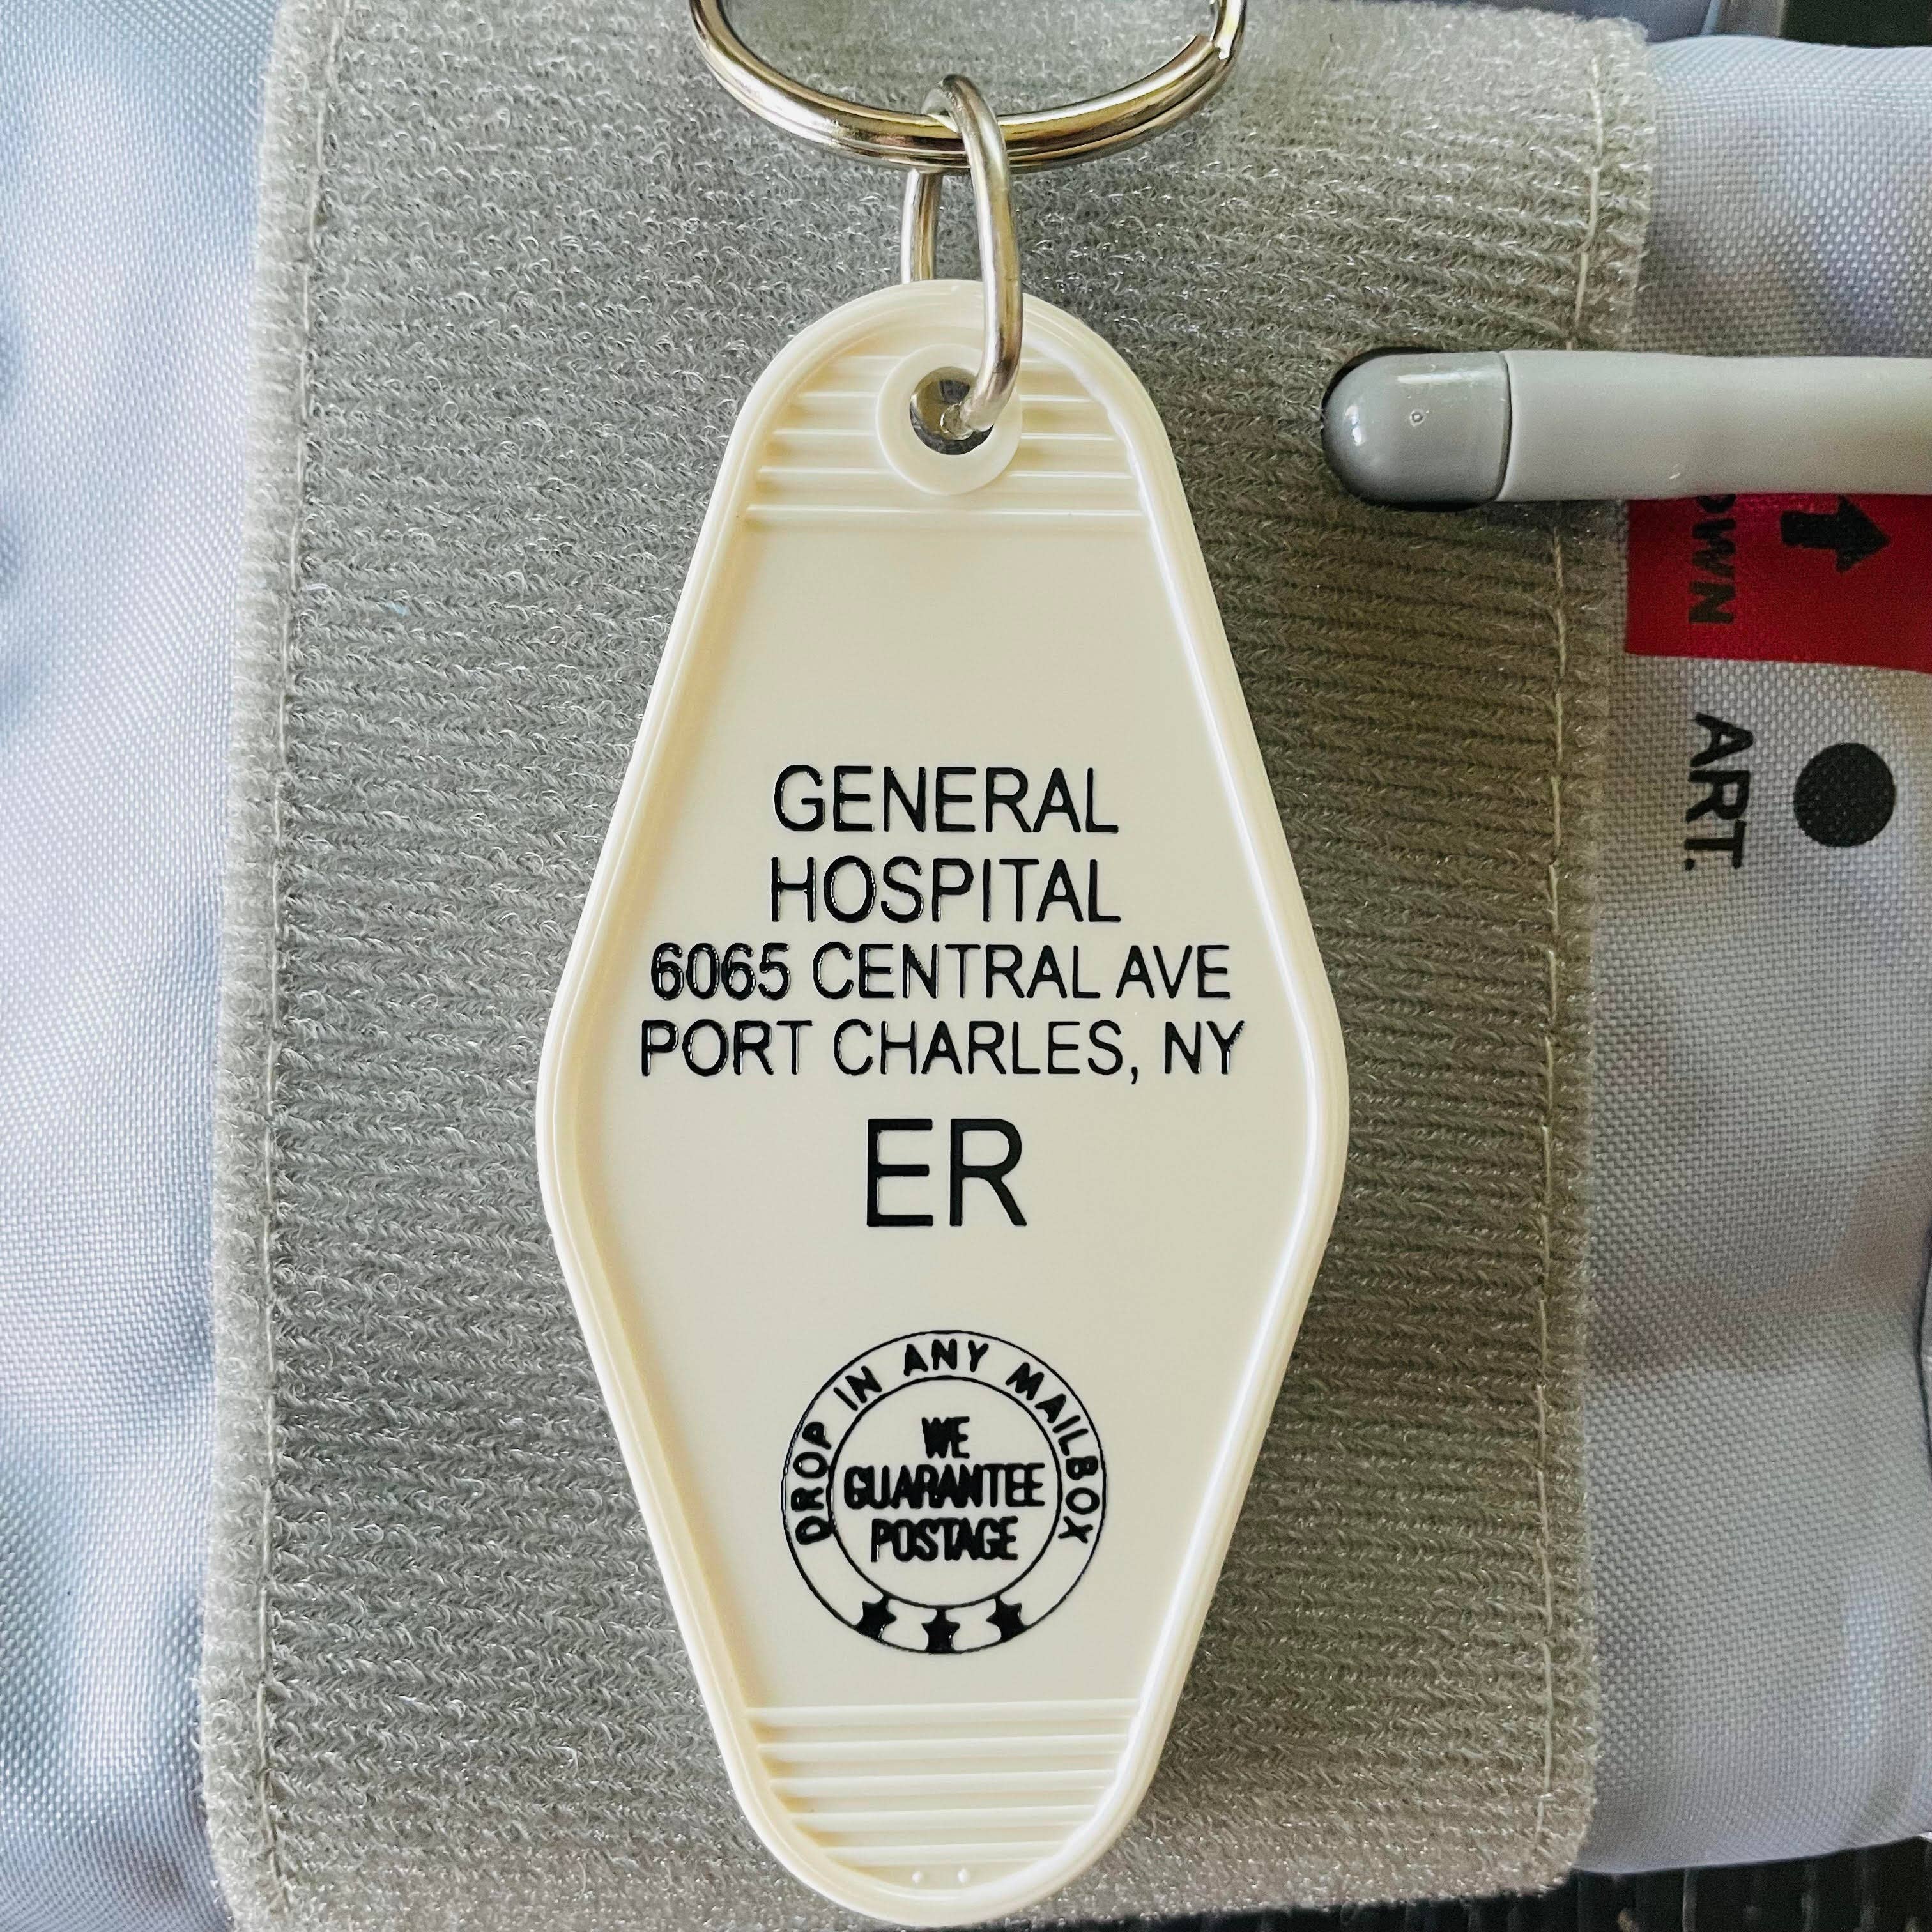 GENERAL
HOSPITAL
6065 CENTRAL AVE
PORT CHARLES, NY
ER
DROP IN ANY MAILBOX
WE
GUARANTEE
POSTAGE
ART.